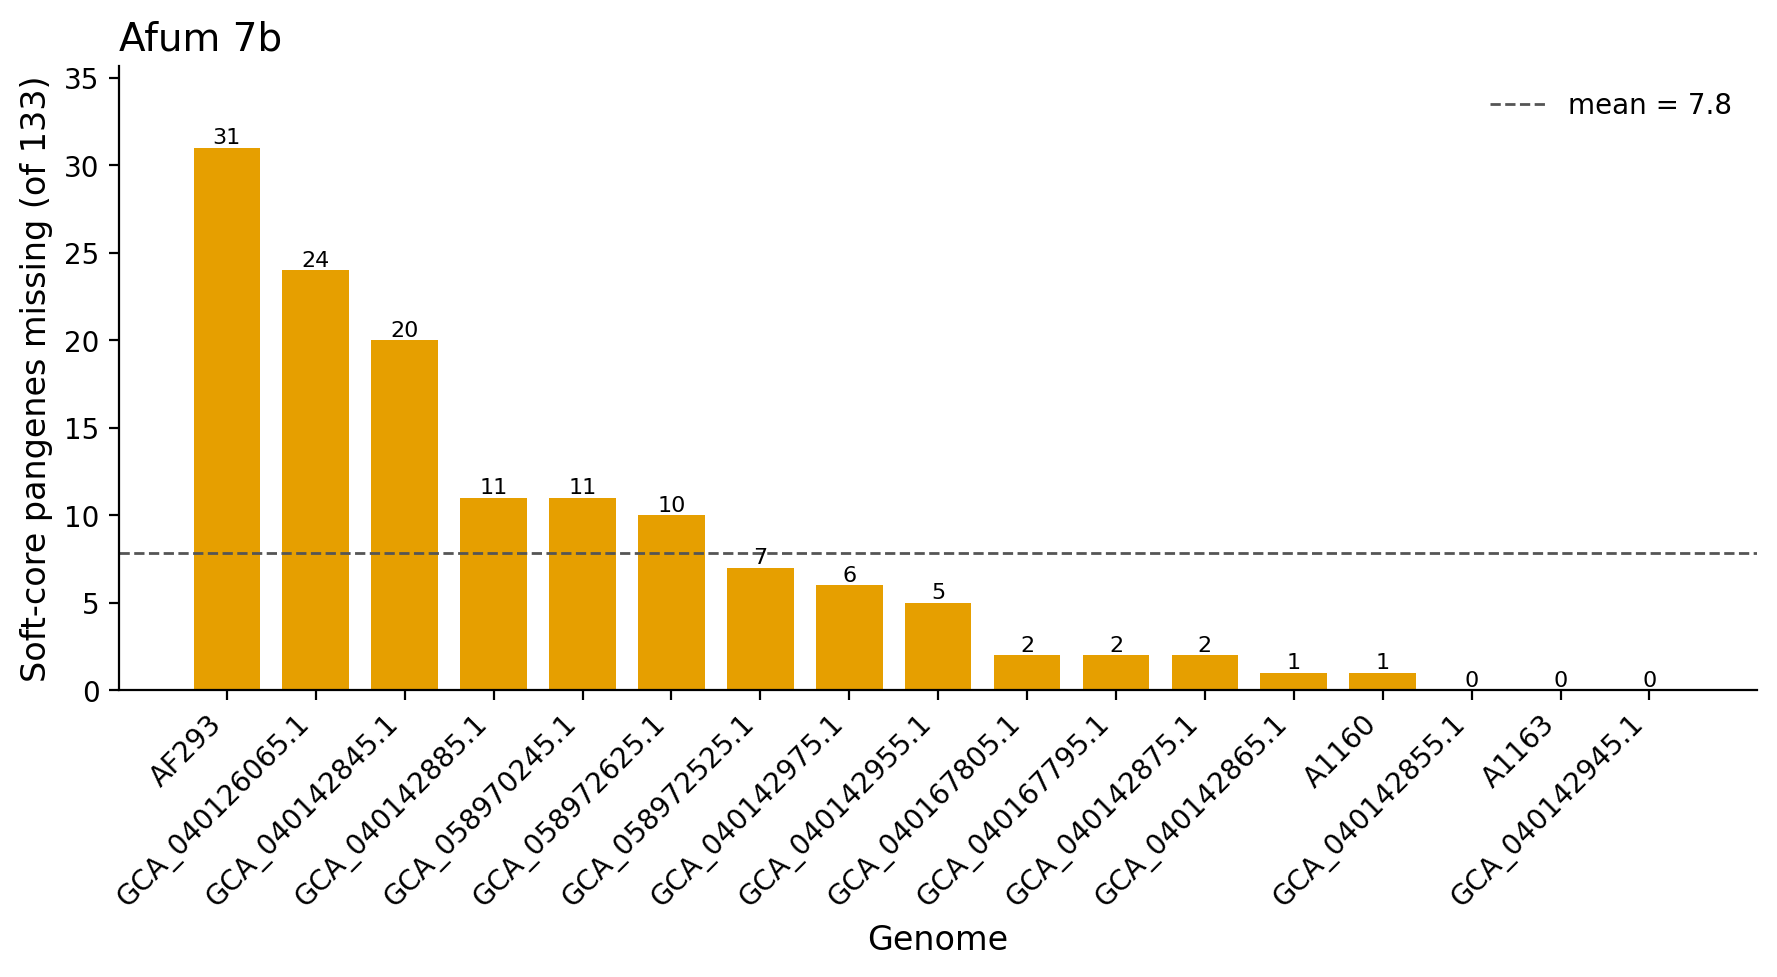 Afum 7b
Soft-core pangenes missing (of 133)
35
30
25
20
15
10
5
0
mean = 7.8
31
24
20
11
11
10
7
6
5
2
2
2
1
1
0
0
0
AF293
GCA_040126065.1
GCA_040142845.1
GCA_040142885.1
GCA_058970245.1
GCA_058972625.1
GCA_058972525.1
GCA_040142975.1
GCA_040142955.1
GCA_040167805.1
GCA_040167795.1
GCA_040142875.1
GCA_040142865.1
A1160
GCA_040142855.1
A1163
GCA_040142945.1
Genome